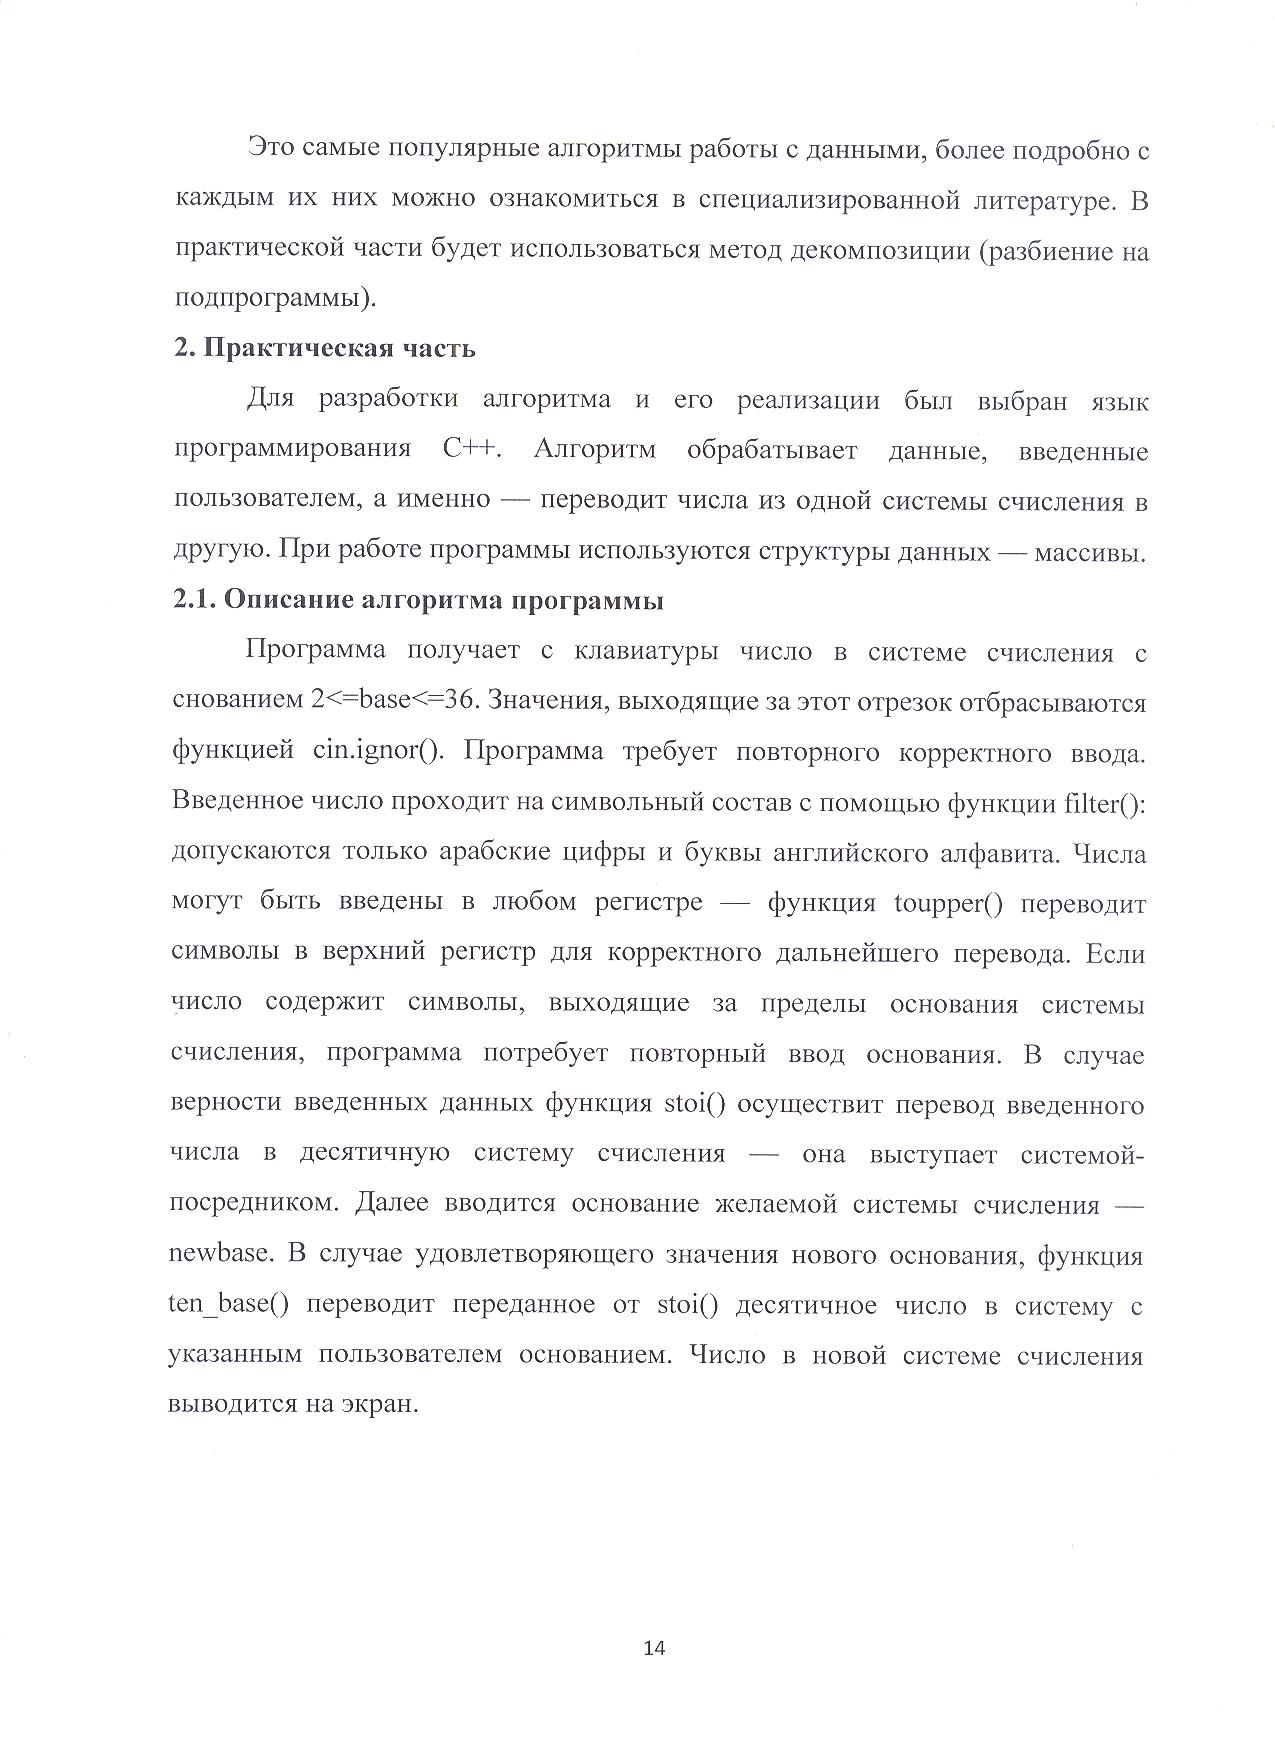 Это самые популярные алгоритмы работы с данными, более подробно с
каждым их них можно ознакомиться в специализированной литературе. В
практической части будет использоваться метод декомпозиции (разбиение на
подпрограммы).
2. Практическая часть
Для разработки алгоритма и его реализации был выбран язык
программирования C++. Алгоритм обрабатывает данные, введенные
пользователем, а именно — переводит числа из одной системы счисления в
другую. При работе программы используются структуры данных — массивы.
2.1. Описание алгоритма программы
Программа получает с клавиатуры число в системе счисления с
снованием 2<=base<=36. Значения, выходящие за этот отрезок отбрасываются
функцией cin.ignor(). Программа требует повторного корректного ввода.
Введенное число проходит на символьный состав с помощью функции filter():
допускаются только арабские цифры и буквы английского алфавита. Числа
могут быть введены в любом регистре — функция toupper() переводит
символы в верхний регистр для корректного дальнейшего перевода. Если
число содержит символы, выходящие за пределы основания системы
счисления, программа потребует повторный ввод основания. В случае
верности введенных данных функция stoi() осуществит перевод введенного
числа в десятичную систему счисления — она выступает системой-
посредником. Далее вводится основание желаемой системы счисления —
newbase. В случае удовлетворяющего значения нового основания, функция
ten_base() переводит переданное от stoi() десятичное число в систему с
указанным пользователем основанием. Число в новой системе счисления
выводится на экран.
14